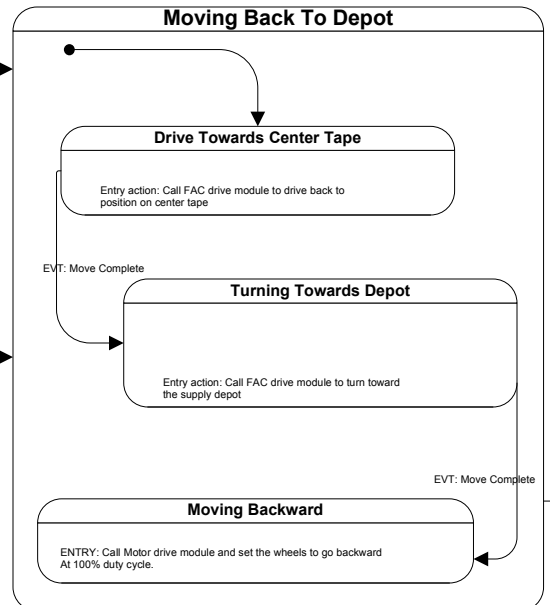 Moving Back To Depot
Drive Towards Center Tape
Entry action: Call FAC drive module to drive back to
position on center tape
EVT: Move Complete
Turning Towards Depot
Entry action: Call FAC drive module to turn toward
the supply depot
EVT: Move Complete
Moving Backward
ENTRY: Call Motor drive module and set the wheels to go backward
At 100% duty cycle.